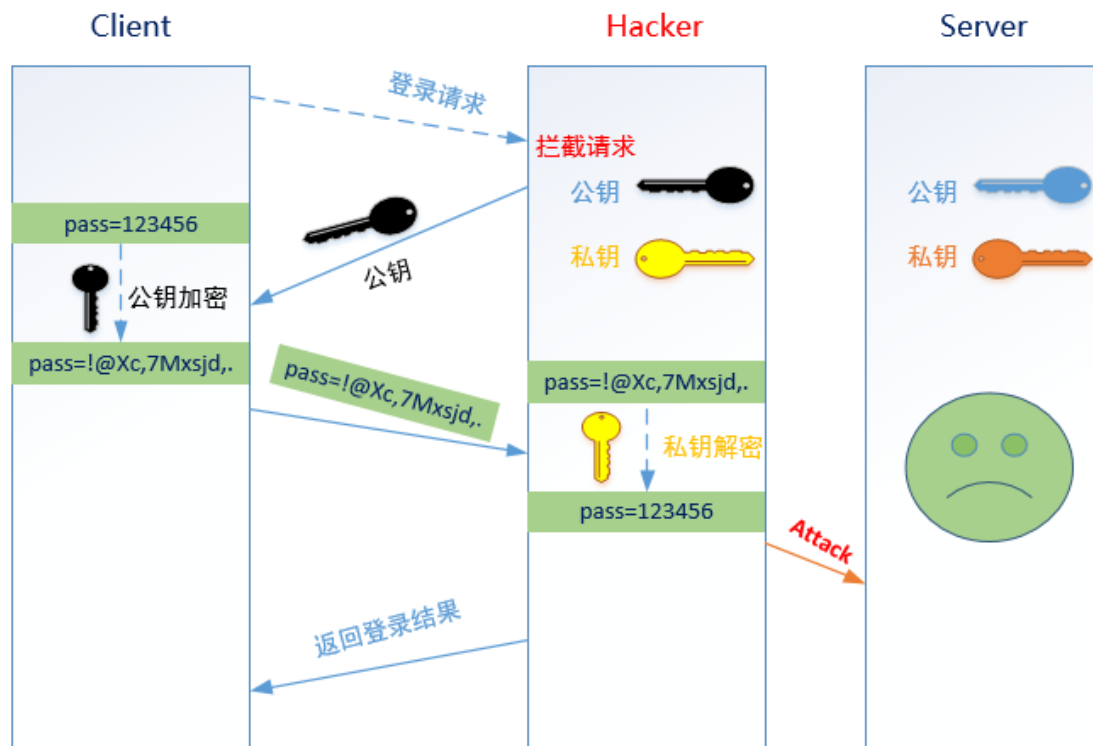 Client
Hacker
Server
登录请求
拦截请求
公钥
公钥
pass=123456
公钥
私钥
私钥
公钥加密
pass=!@Xc,7Mxsjd,.
pass=!@Xc,7Mxsjd,.
pass=!@Xc,7Mxsjd,.
私钥解密
pass=123456
Attack
返回登录结果